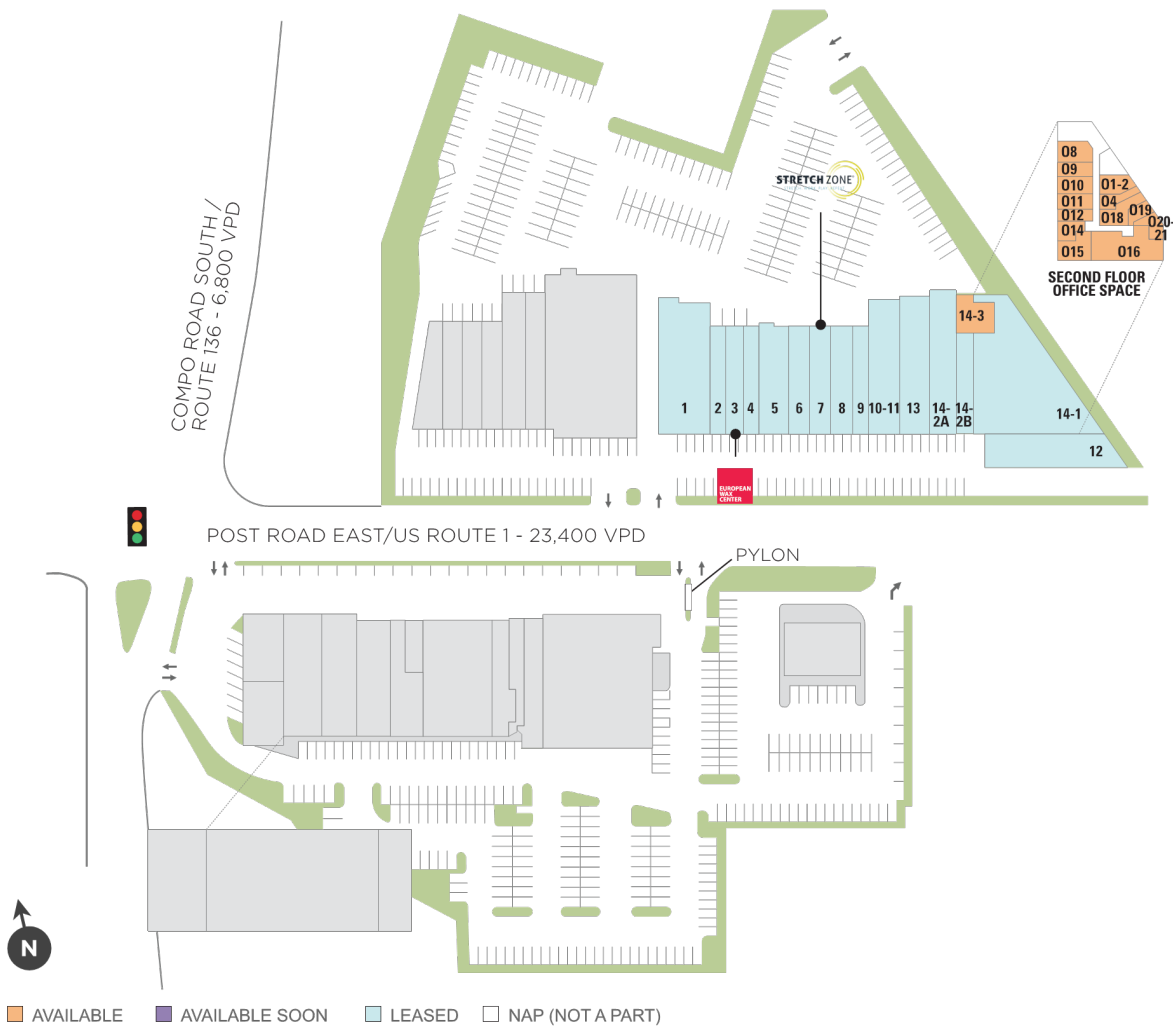 COMPO ROAD SOUTH /
ROUTE 136 - 6,800 VPD
STRETCH ZONE
O8
O9
O10
O11
O12
O14
O15
O1-2
O4
O18
O19
O20-
21
O16
SECOND FLOOR
OFFICE SPACE
14-3
1
2
3
4
5
6
7
8
9
10-11
13
14-
2A
14-
2B
14-1
12
EUROPEAN
WAX
CENTER
POST ROAD EAST/US ROUTE 1 - 23,400 VPD
PYLON
N
AVAILABLE
AVAILABLE SOON
LEASED
NAP (NOT A PART)